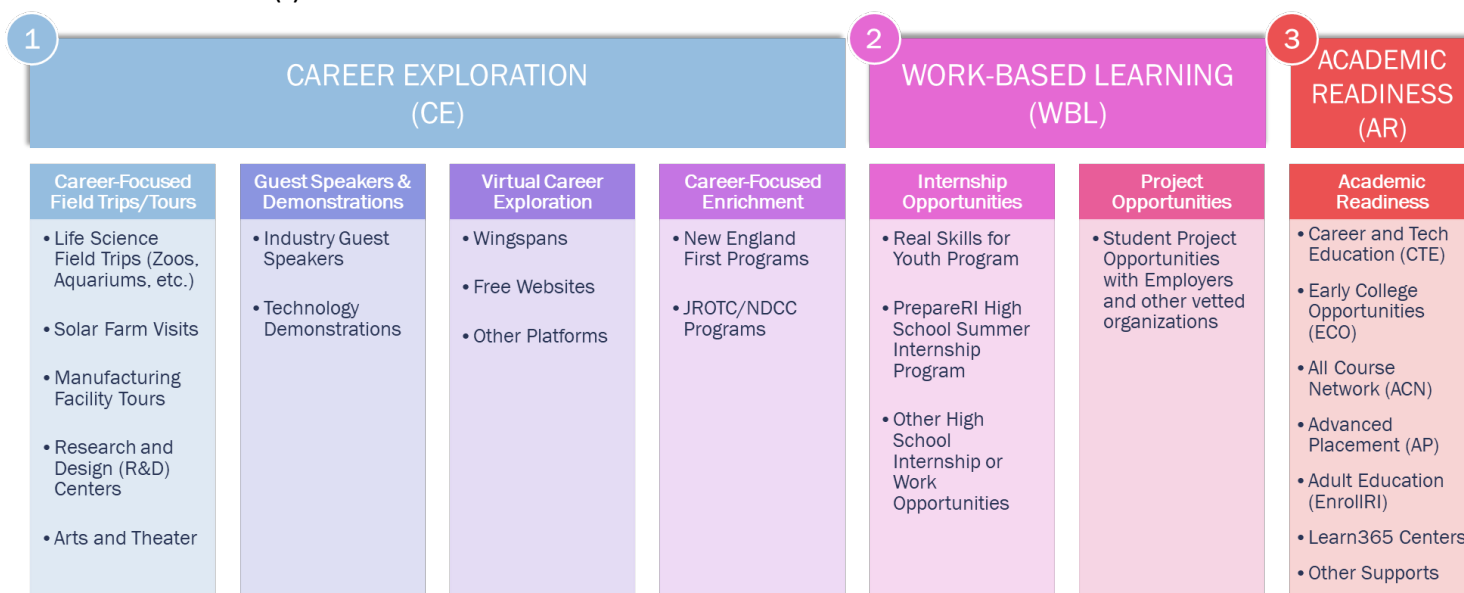 1
CAREER EXPLORATION
(CE)
2
WORK-BASED LEARNING
(WBL)
3
ACADEMIC
READINESS
(AR)
Career-Focused
Field Trips/Tours
• Life Science
Field Trips (Zoos,
Aquariums, etc.)
• Solar Farm Visits
• Manufacturing
Facility Tours
• Research and
Design (R&D)
Centers
• Arts and Theater
Guest Speakers &
Demonstrations
• Industry Guest
Speakers
• Technology
Demonstrations
Virtual Career
Exploration
• Wingspans
• Free Websites
• Other Platforms
Career-Focused
Enrichment
• New England
First Programs
• JROTC/NDCC
Programs
Internship
Opportunities
• Real Skills for
Youth Program
• PrepareRI High
School Summer
Internship
Program
• Other High
School
Internship or
Work
Opportunities
Project
Opportunities
• Student Project
Opportunities
with Employers
and other vetted
organizations
Academic
Readiness
• Career and Tech
Education (CTE)
• Early College
Opportunities
(ECO)
• All Course
Network (ACN)
• Advanced
Placement (AP)
• Adult Education
(EnrollRI)
• Learn365 Centers
• Other Supports